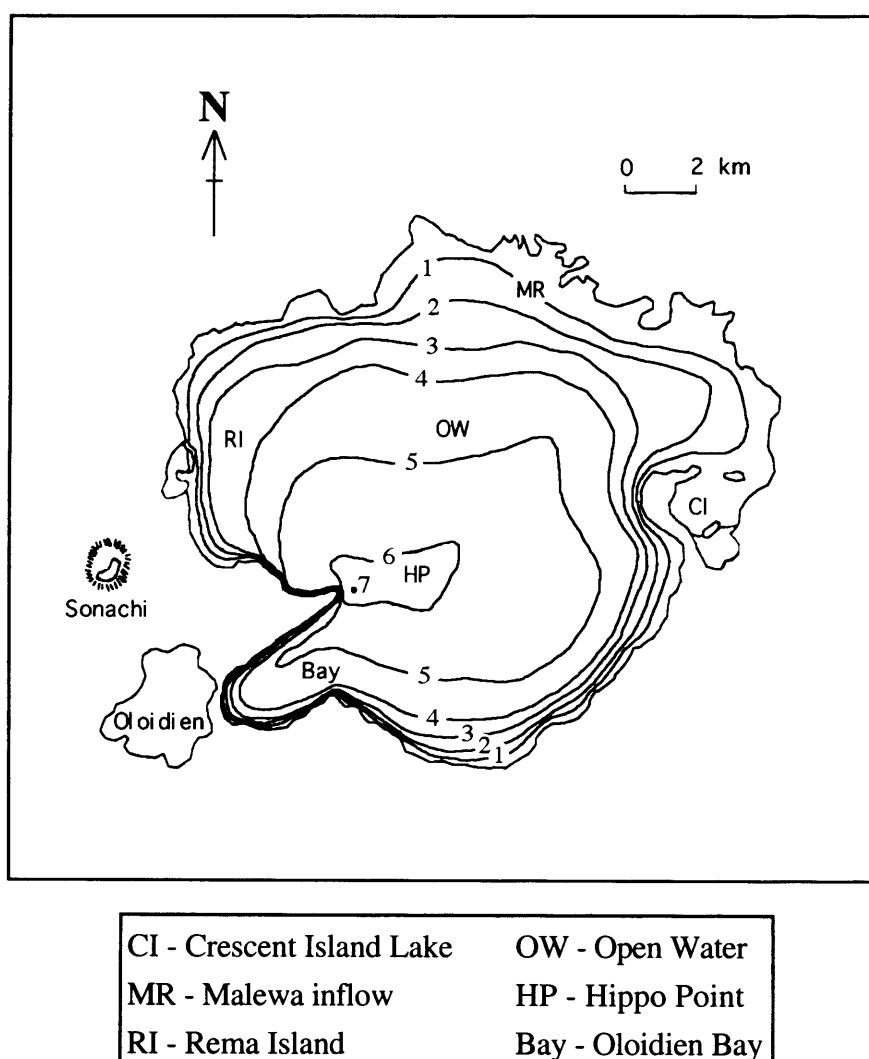 N
0 2 km
1
MR
2
3
4
RI
OW
5
CI
6
HP
7
Sonachi
Bay
5
Oloidien
4
3
2
1
CI - Crescent Island Lake OW - Open Water
MR - Malewa inflow HP - Hippo Point
RI - Rema Island Bay - Oloidien Bay